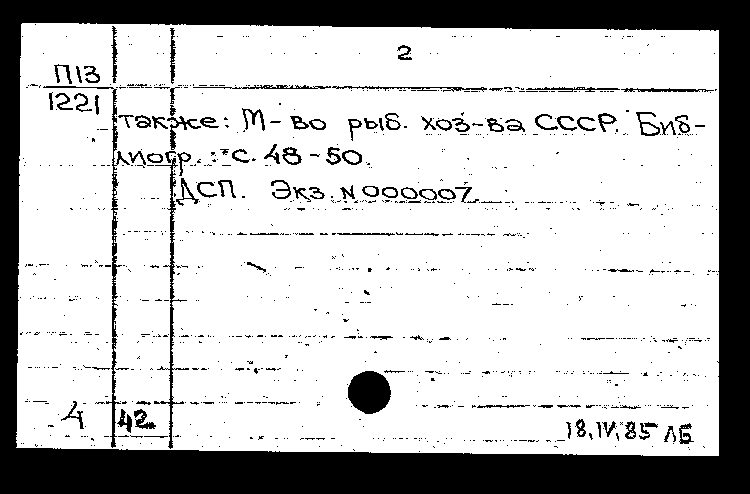 2
П13
1221
также: М-во рыб. хоз-ва СССР. Биб-
лиогр.: с. 48-50.
ДСП. Экз. N 000007.
4 42.
18.IV.85 ЛБ